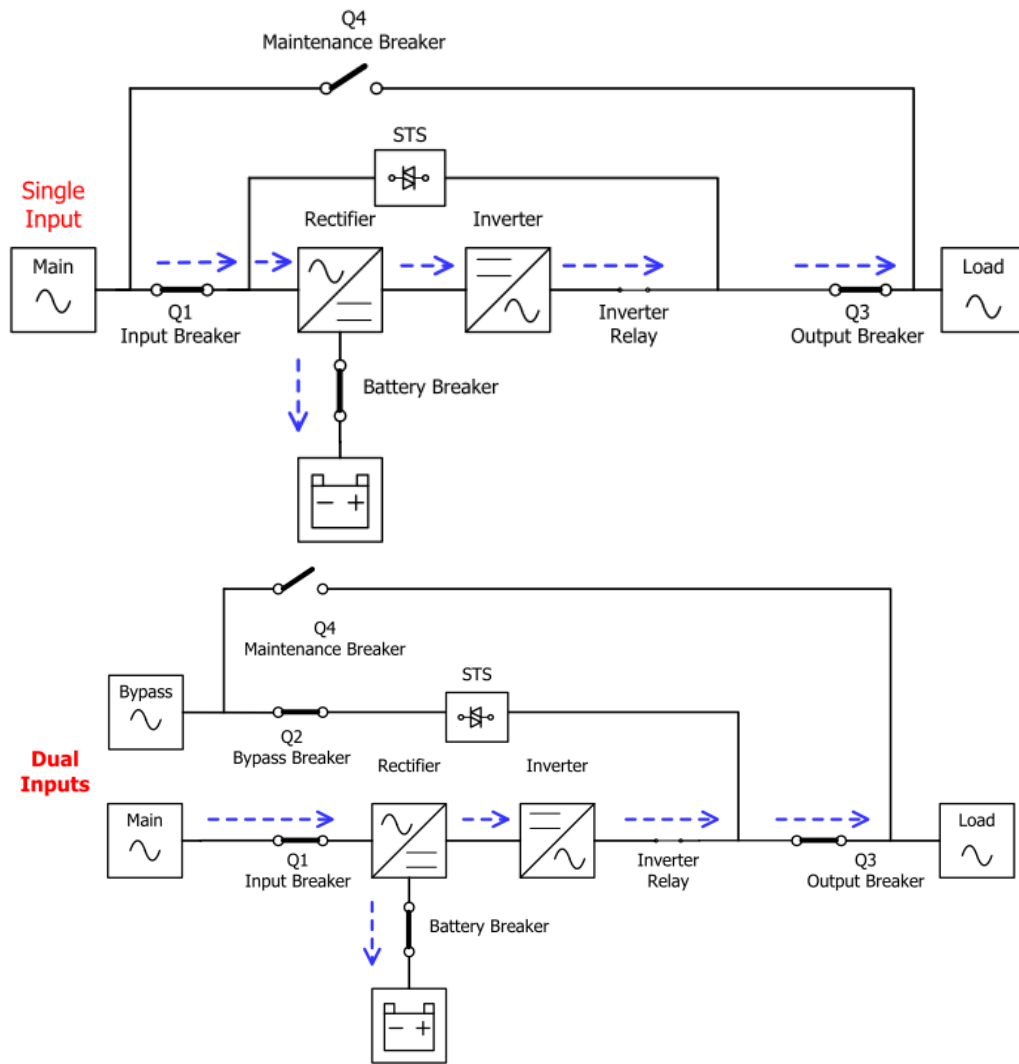 Q4
Maintenance Breaker
STS
Single
Input
Rectifier
Inverter
Main
Load
Q1
Input Breaker
Inverter
Relay
Q3
Output Breaker
Battery Breaker
− +
Q4
Maintenance Breaker
STS
Bypass
Q2
Bypass Breaker
Dual
Inputs
Rectifier
Inverter
Main
Load
Q1
Input Breaker
Inverter
Relay
Q3
Output Breaker
Battery Breaker
− +